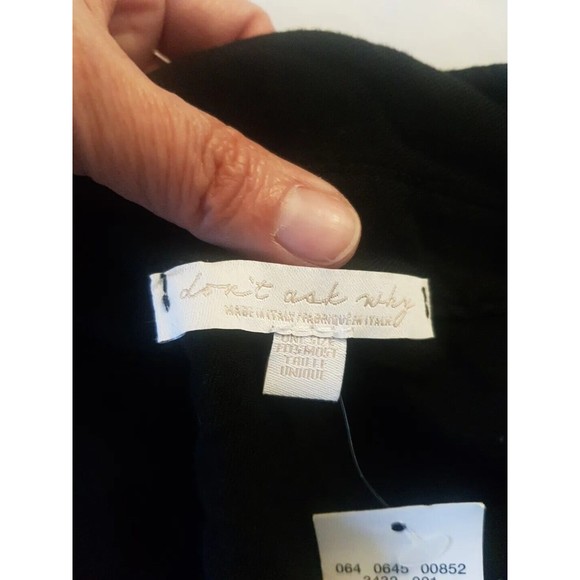 don't ask why
MADE IN ITALY/FABRIQUÉ EN ITALIE
ONE SIZE
FITS MOST
TAILLE
UNIQUE
064 0645 00852